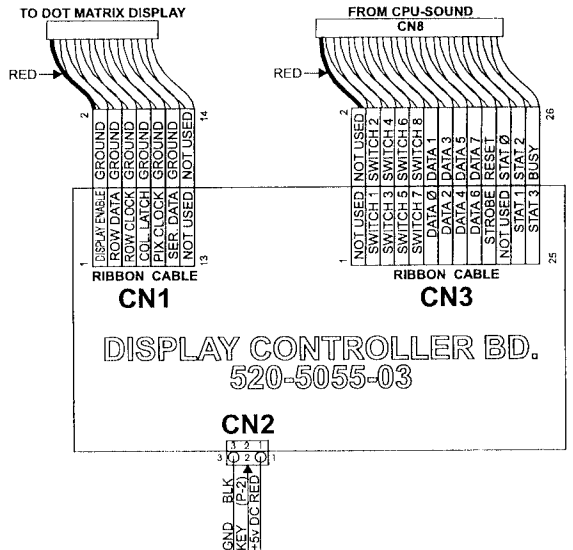 TO DOT MATRIX DISPLAY
FROM CPU-SOUND
CN8
RED
RED
2
14
GROUND
GROUND
GROUND
GROUND
GROUND
GROUND
NOT USED
DISPLAY ENABLE
ROW DATA
ROW CLOCK
COL. LATCH
PIX.CLOCK
SER. DATA
NOT USED
1
13
RIBBON CABLE
CN1
2
26
NOT USED
SWITCH 2
SWITCH 4
SWITCH 6
SWITCH 8
DATA 1
DATA 3
DATA 5
DATA 7
RESET
STAT Ø
STAT 2
BUSY
NOT USED
SWITCH 1
SWITCH 3
SWITCH 5
SWITCH 7
DATA Ø
DATA 2
DATA 4
DATA 6
STROBE
NOT USED
STAT 1
STAT 3
1
25
RIBBON CABLE
CN3
DISPLAY CONTROLLER BD.
520-5055-03
CN2
3 2 1
3 2 1
GND BLK
KEY (P-2)
+5v DC RED